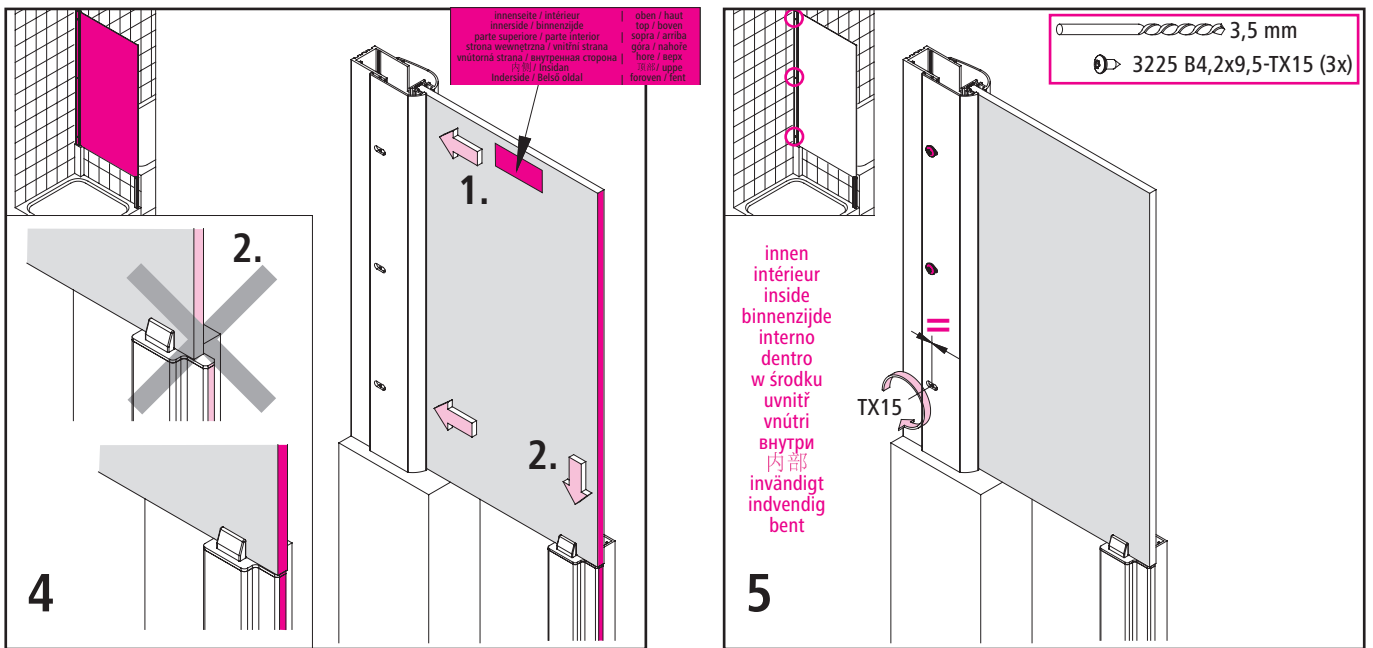 innenseite / intérieur | oben / haut
innerside / binnenzijde | top / boven
parte superiore / parte interior | sopra / arriba
strona wewnętrzna / vnitřní strana | góra / nahoře
vnútorna strana / внутренная сторона | hore / верх
内侧 / Insidan | 顶部/ uppe
Inderside / Belső oldal | foroven / fent
1.
2.
2.
4
3,5 mm
3225 B4,2x9,5-TX15 (3x)
innen
intérieur
inside
binnenzijde
interno
dentro
w środku
uvnitř
vnútri
внутри
内部
invändigt
indvendig
bent
=
TX15
5